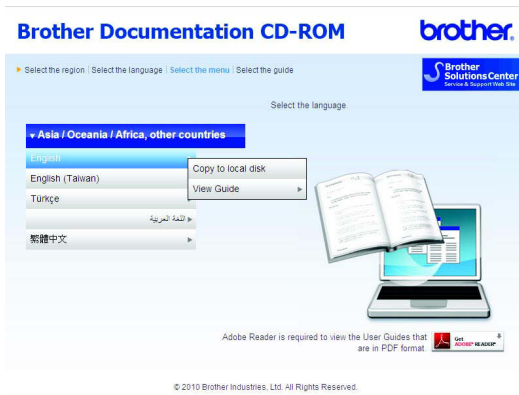 Brother Documentation CD-ROM
brother.
Select the region | Select the language | Select the menu | Select the guide
Brother
Solutions Center
Service & Support Web Site
Select the language
Asia / Oceania / Africa, other countries
English
Copy to local disk
English (Taiwan)
View Guide
Türkçe
اللغة العربية
繁體中文
Adobe Reader is required to view the User Guides that
are in PDF format.
Get
ADOBE® READER®
© 2010 Brother Industries, Ltd. All Rights Reserved.